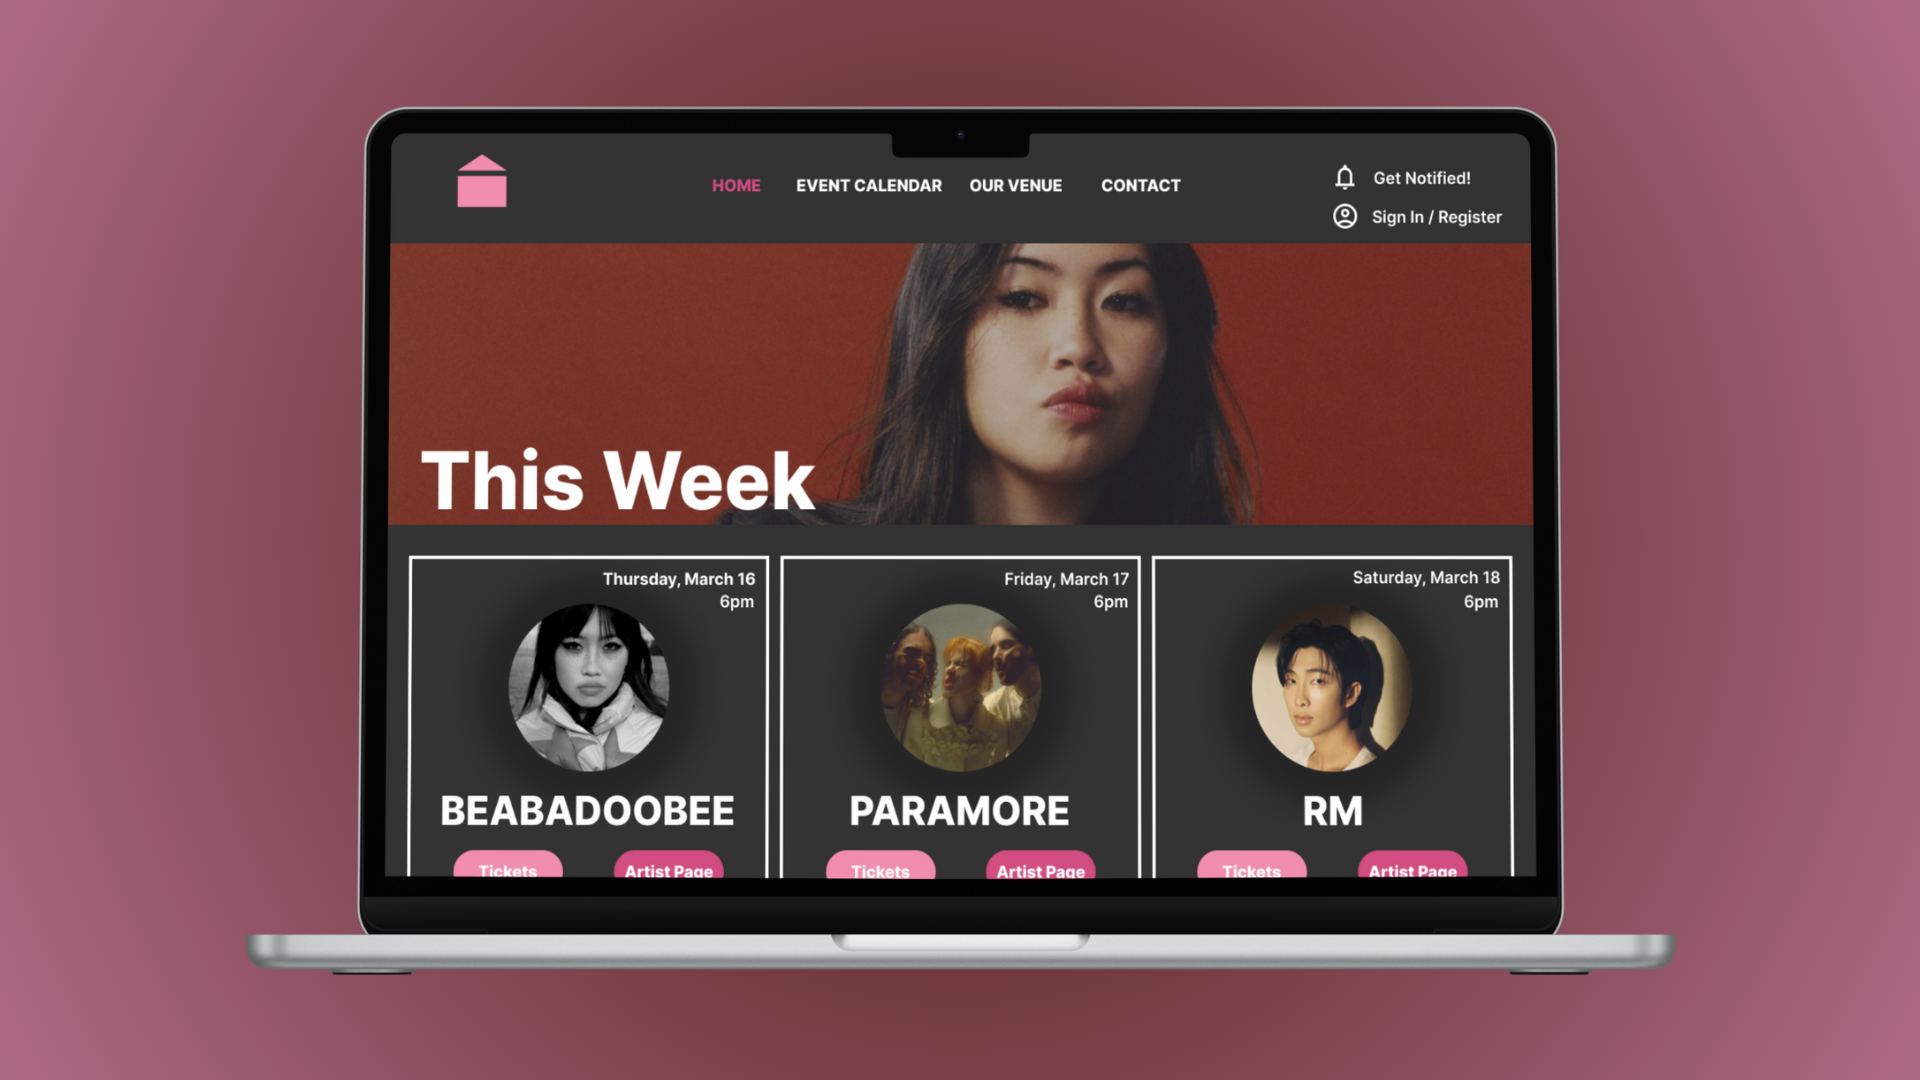 HOME EVENT CALENDAR OUR VENUE CONTACT
Get Notified!
Sign In / Register
This Week
Thursday, March 16
6pm
BEABADOOBEE
Tickets Artist Page
Friday, March 17
6pm
PARAMORE
Tickets Artist Page
Saturday, March 18
6pm
RM
Tickets Artist Page